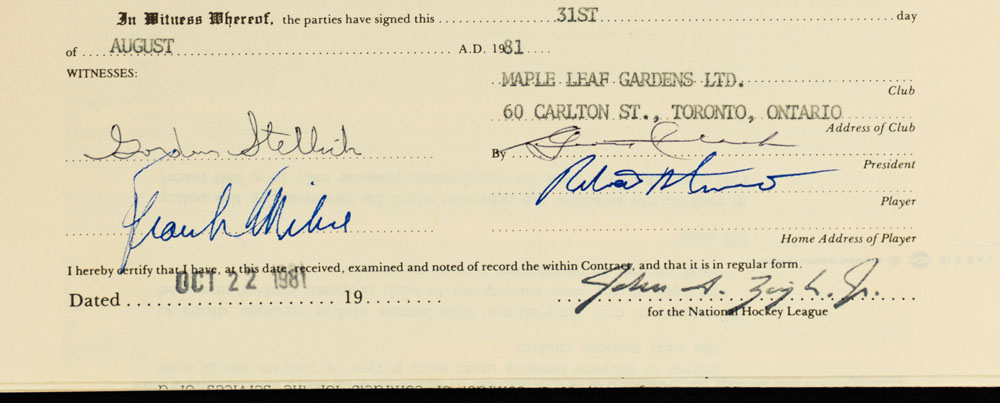 In Witness Whereof, the parties have signed this 31ST day
of AUGUST A.D. 1981
WITNESSES:
MAPLE LEAF GARDENS LTD.
Club
60 CARLTON ST., TORONTO, ONTARIO
Address of Club
Gordon Stellick
By
President
Frank Milne
Robert
Player
Home Address of Player
I hereby certify that I have, at this date, received, examined and noted of record the within Contract, and that it is in regular form.
Dated OCT 22 1981 19 John A. Ziegler Jr.
for the National Hockey League